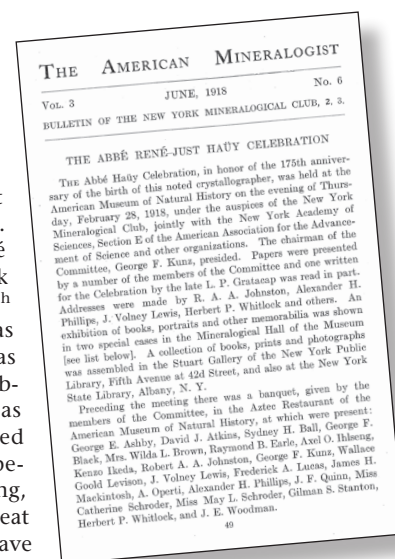 t
.
é
k
h
as
as
b-
as
ed
e-
ng,
eat
ave
THE AMERICAN MINERALOGIST
VOL. 3 JUNE, 1918 No. 6
BULLETIN OF THE NEW YORK MINERALOGICAL CLUB, 2, 3.
THE ABBÉ RENÉ-JUST HAÜY CELEBRATION
THE Abbé Haüy Celebration, in honor of the 175th anniver-
sary of the birth of this noted crystallographer, was held at the
American Museum of Natural History on the evening of Thurs-
day, February 28, 1918, under the auspices of the New York
Mineralogical Club, jointly with the New York Academy of
Sciences, Section E of the American Association for the Advance-
ment of Science and other organizations. The chairman of the
Committee, George F. Kunz, presided. Papers were presented
by a number of the members of the Committee and one written
for the Celebration by the late L. P. Gratacap was read in part.
Addresses were made by R. A. A. Johnston, Alexander H.
Phillips, J. Volney Lewis, Herbert P. Whitlock and others. An
exhibition of books, portraits and other memorabilia was shown
in two special cases in the Mineralogical Hall of the Museum
[see list below]. A collection of books, prints and photographs
was assembled in the Stuart Gallery of the New York Public
Library, Fifth Avenue at 42d Street, and also at the New York
State Library, Albany, N. Y.
Preceding the meeting there was a banquet, given by the
members of the Committee, in the Aztec Restaurant of the
American Museum of Natural History, at which were present:
George E. Ashby, David J. Atkins, Sydney H. Ball, George F.
Black, Mrs. Wilda L. Brown, Raymond B. Earle, Axel O. Ihlseng,
Kenzo Ikeda, Robert A. A. Johnston, George F. Kunz, Wallace
Goold Levison, J. Volney Lewis, Frederick A. Lucas, James H.
Mackintosh, A. Operti, Alexander H. Phillips, J. F. Quinn, Miss
Catherine Schroder, Miss May L. Schroder, Gilman S. Stanton,
Herbert P. Whitlock, and J. E. Woodman.
49